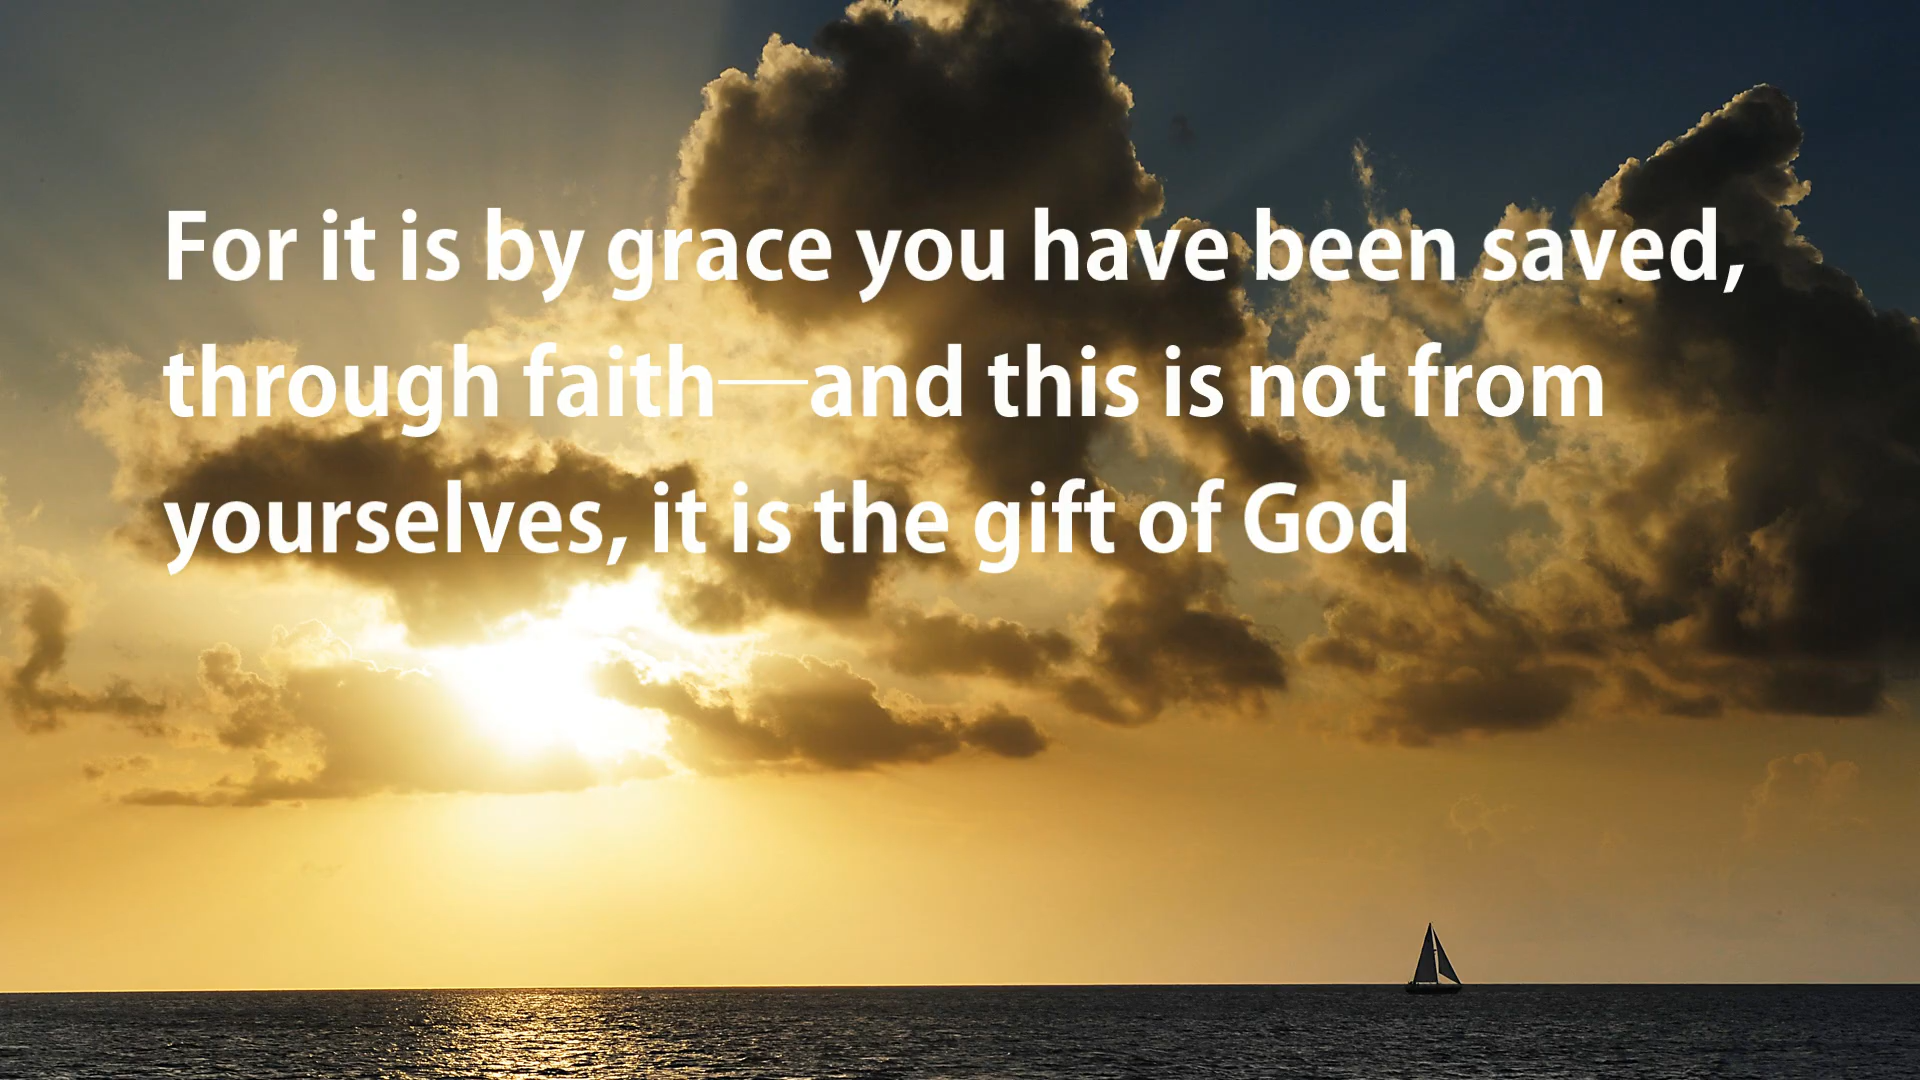 For it is by grace you have been saved,
through faith—and this is not from
yourselves, it is the gift of God